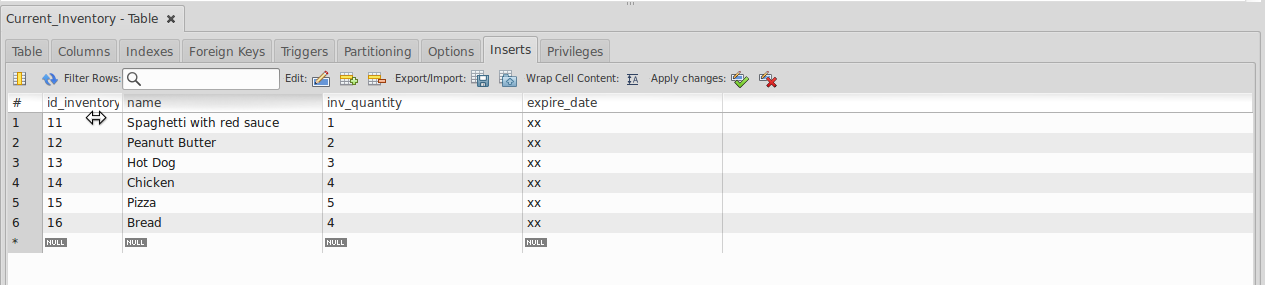 Current_Inventory - Table ×
Table Columns Indexes Foreign Keys Triggers Partitioning Options Inserts Privileges
Filter Rows: Edit: Export/Import: Wrap Cell Content: Apply changes:
# id_inventory name inv_quantity expire_date
1 11 Spaghetti with red sauce 1 xx
2 12 Peanutt Butter 2 xx
3 13 Hot Dog 3 xx
4 14 Chicken 4 xx
5 15 Pizza 5 xx
6 16 Bread 4 xx
* NULL NULL NULL NULL